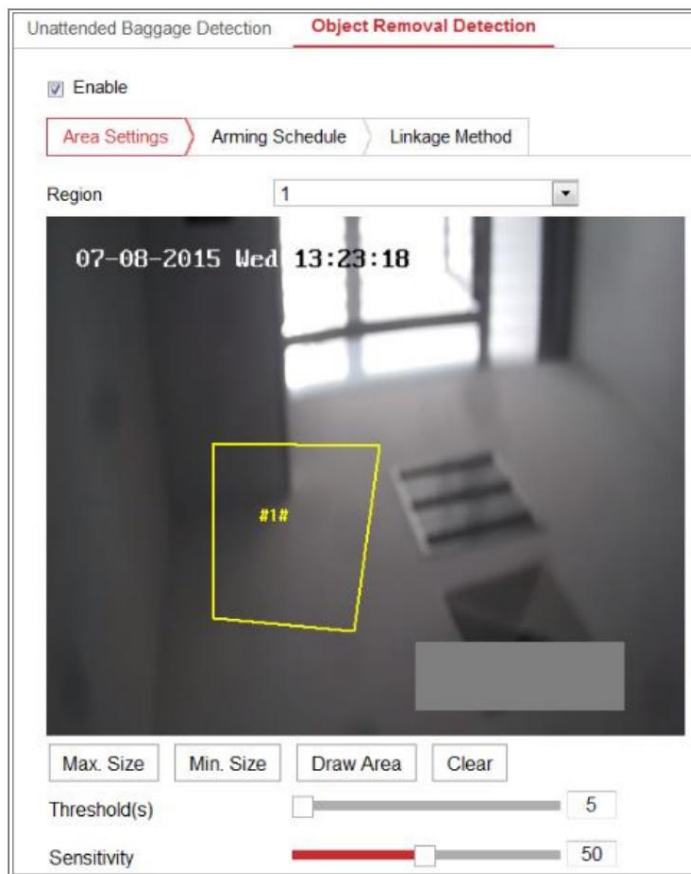 Unattended Baggage Detection Object Removal Detection
Enable
Area Settings Arming Schedule Linkage Method
Region 1
07-08-2015 Wed 13:23:18
#1#
Max. Size Min. Size Draw Area Clear
Threshold(s) 5
Sensitivity 50